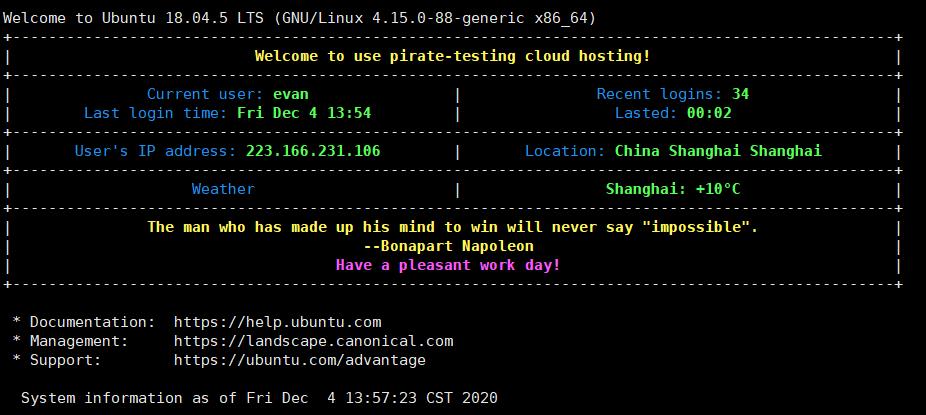 Welcome to Ubuntu 18.04.5 LTS (GNU/Linux 4.15.0-88-generic x86_64)
Welcome to use pirate-testing cloud hosting!
Current user: evan | Recent logins: 34
Last login time: Fri Dec 4 13:54 | Lasted: 00:02
User's IP address: 223.166.231.106 | Location: China Shanghai Shanghai
Weather | Shanghai: +10°C
The man who has made up his mind to win will never say "impossible".
--Bonapart Napoleon
Have a pleasant work day!
* Documentation:  https://help.ubuntu.com
* Management:     https://landscape.canonical.com
* Support:        https://ubuntu.com/advantage
System information as of Fri Dec  4 13:57:23 CST 2020